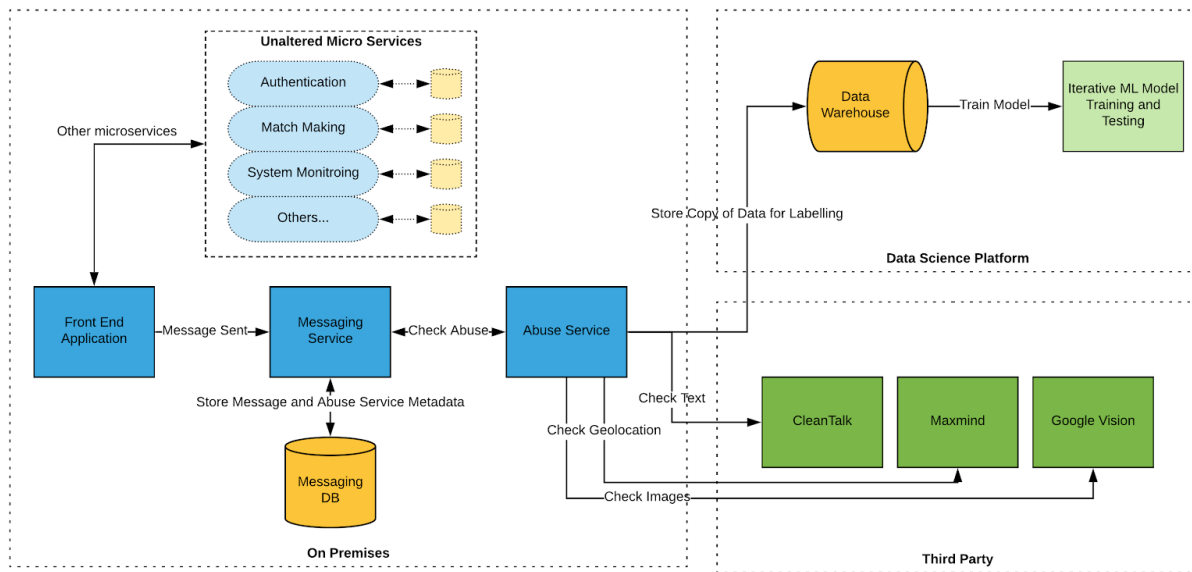 Unaltered Micro Services
Authentication
Match Making
System Monitroing
Others...
Other microservices
Front End
Application
Message Sent
Messaging
Service
Check Abuse
Abuse Service
Store Message and Abuse Service Metadata
Messaging
DB
On Premises
Data
Warehouse
Train Model
Iterative ML Model
Training and
Testing
Store Copy of Data for Labelling
Data Science Platform
Check Text
Check Geolocation
Check Images
CleanTalk
Maxmind
Google Vision
Third Party